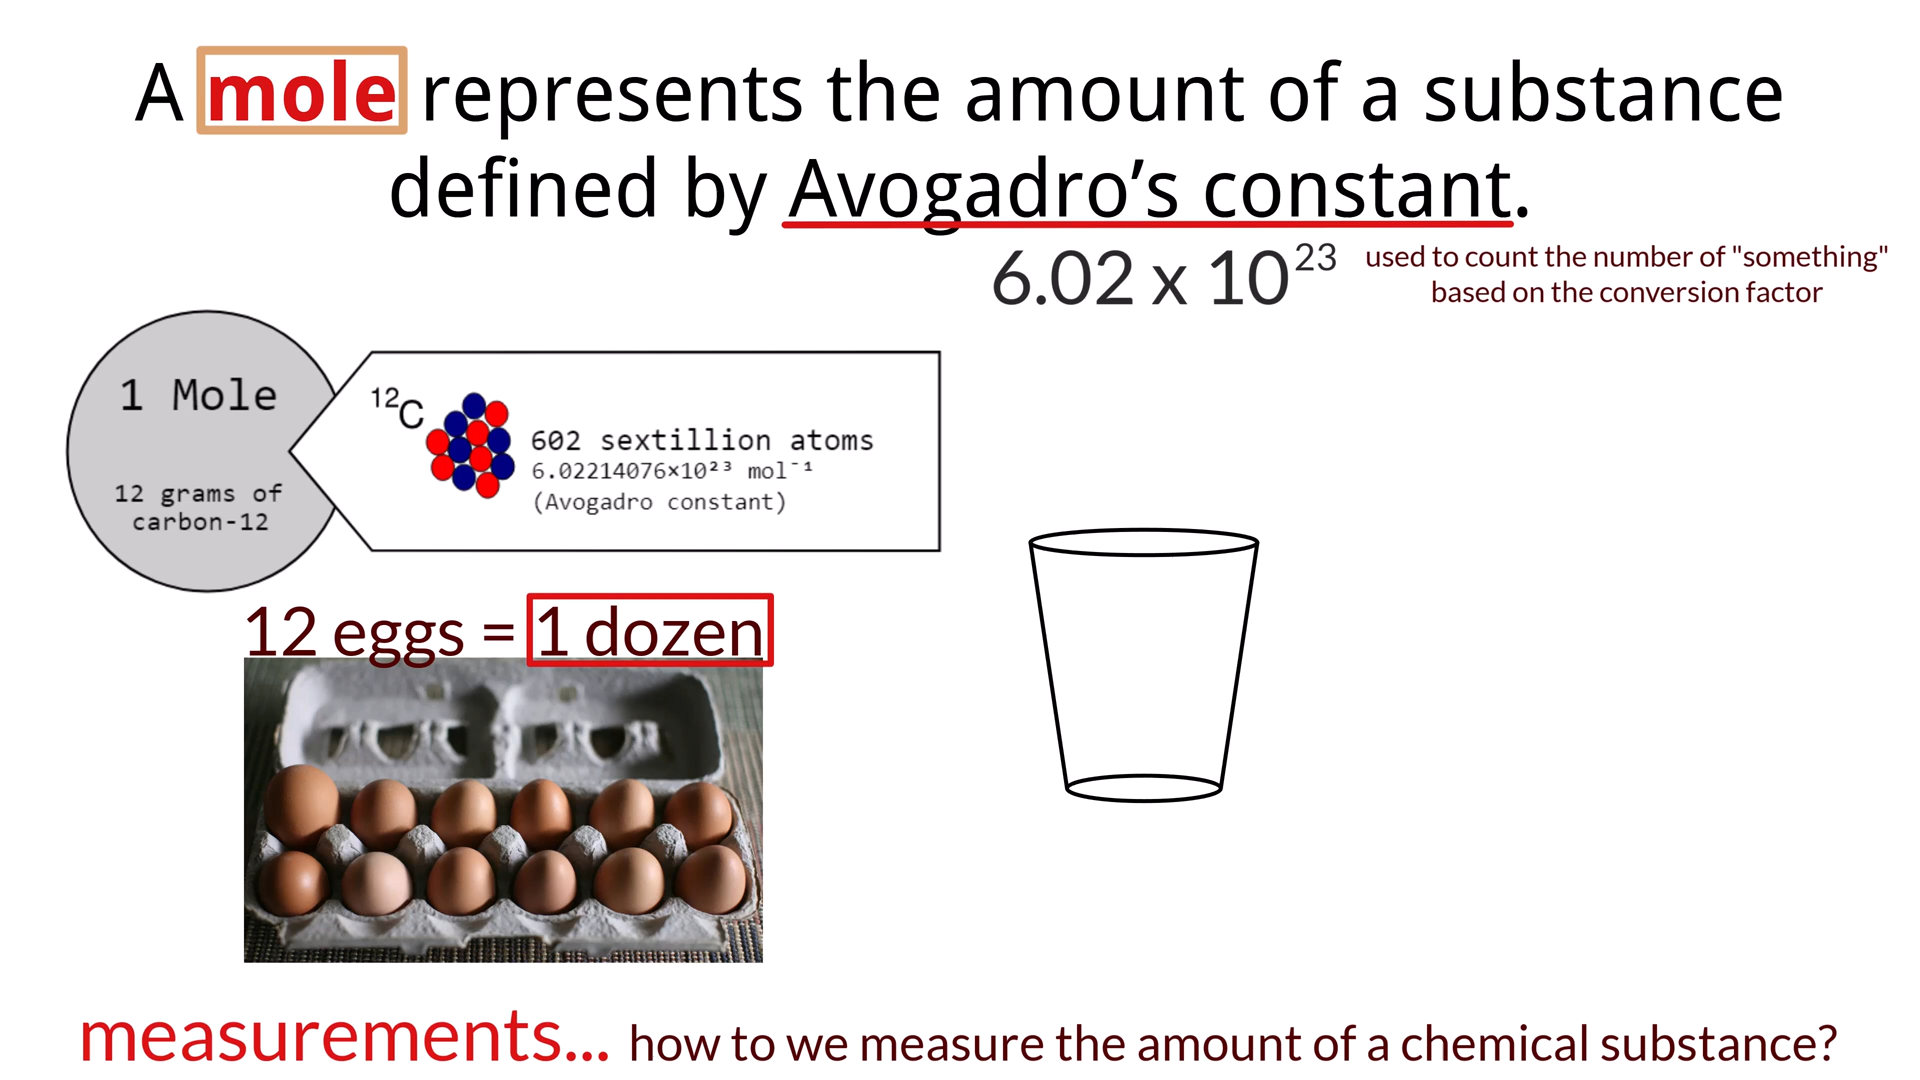 A mole represents the amount of a substance
defined by Avogadro’s constant.
6.02 x 10²³
used to count the number of "something"
based on the conversion factor
1 Mole
12 grams of
carbon-12
¹²C
602 sextillion atoms
6.02214076×10²³ mol⁻¹
(Avogadro constant)
12 eggs = 1 dozen
measurements... how to we measure the amount of a chemical substance?